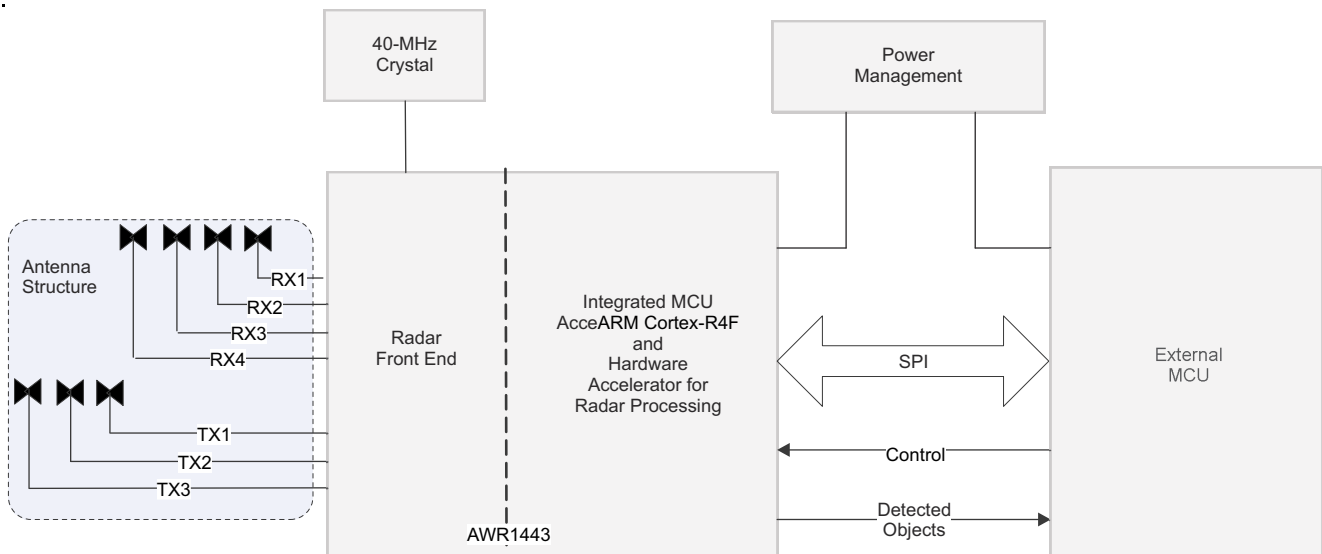 .
40-MHz
Crystal
Power
Management
Antenna
Structure
RX1
RX2
RX3
RX4
TX1
TX2
TX3
Radar
Front End
Integrated MCU
AcceARM Cortex-R4F
and
Hardware
Accelerator for
Radar Processing
AWR1443
SPI
Control
Detected
Objects
External
MCU